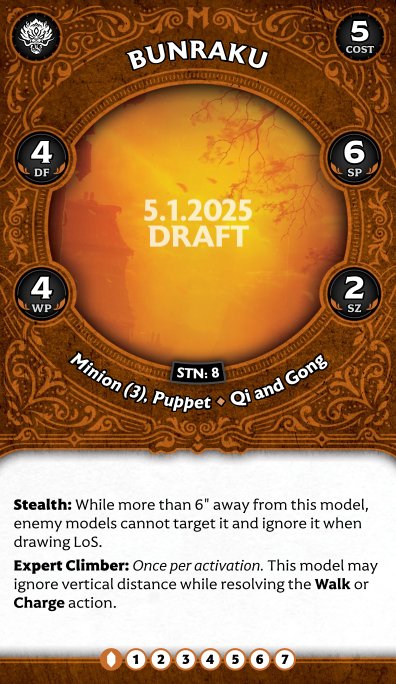 BUNRAKU
5
COST
4
DF
6
SP
5.1.2025
DRAFT
4
WP
2
SZ
STN: 8
Minion (3), Puppet ◆ Qi and Gong
Stealth: While more than 6" away from this model,
enemy models cannot target it and ignore it when
drawing LoS.
Expert Climber: Once per activation. This model may
ignore vertical distance while resolving the Walk or
Charge action.
1 2 3 4 5 6 7